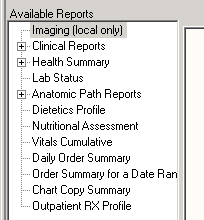 Available Reports
Imaging (local only)
Clinical Reports
Health Summary
Lab Status
Anatomic Path Reports
Dietetics Profile
Nutritional Assessment
Vitals Cumulative
Daily Order Summary
Order Summary for a Date Ran
Chart Copy Summary
Outpatient RX Profile